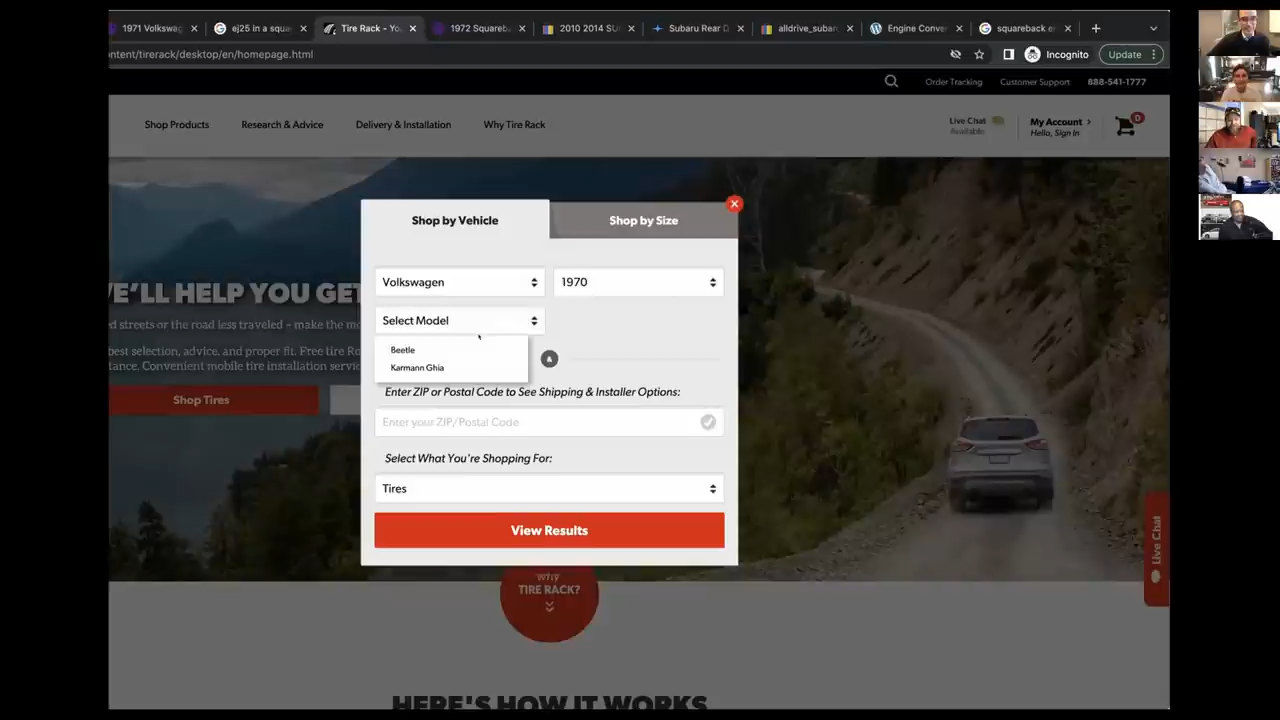 1971 Volkswag
ej25 in a squa
Tire Rack - Yo
1972 Squareb
2010 2014 SU
Subaru Rear D
alldrive_subar
Engine Conver
squareback en
ntent/tirerack/desktop/en/homepage.html
Incognito
Update
Order Tracking
Customer Support
888-541-1777
Shop Products
Research & Advice
Delivery & Installation
Why Tire Rack
Live Chat
Available
My Account
Hello, Sign In
0
Shop by Vehicle
Shop by Size
Volkswagen
1970
Select Model
Beetle
Karmann Ghia
&
E'LL HELP YOU GET
d streets or the road less traveled - make the mo
best selection, advice, and proper fit. Free tire Ro
tance. Convenient mobile tire installation servic
Shop Tires
Enter ZIP or Postal Code to See Shipping & Installer Options:
Enter your ZIP/Postal Code
Select What You're Shopping For:
Tires
View Results
Live Chat
WHY
TIRE RACK?
HERE'S HOW IT WORKS